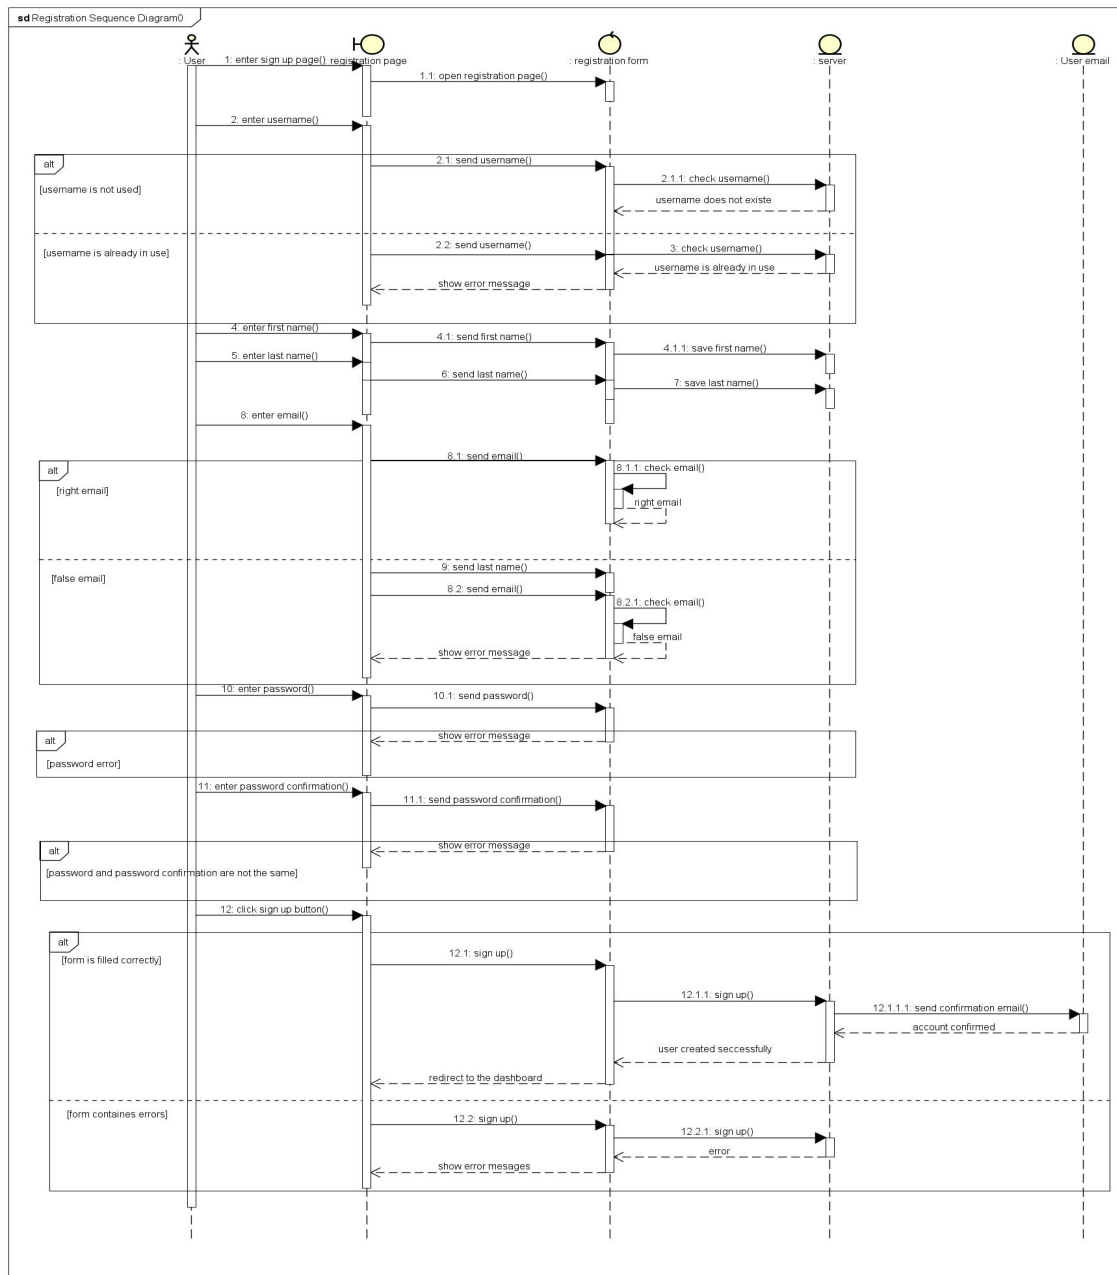 sd Registration Sequence Diagram0
: User
registration page
: registration form
: server
: User email
1: enter sign up page()
1.1: open registration page()
2: enter username()
alt
2.1: send username()
[username is not used]
2.1.1: check username()
username does not existe
[username is already in use]
2.2: send username()
3: check username()
username is already in use
show error message
4: enter first name()
4.1: send first name()
4.1.1: save first name()
5: enter last name()
6: send last name()
7: save last name()
8: enter email()
8.1: send email()
alt
8.1.1: check email()
[right email]
right email
9: send last name()
[false email]
8.2: send email()
8.2.1: check email()
false email
show error message
10: enter password()
10.1: send password()
alt
show error message
[password error]
11: enter password confirmation()
11.1: send password confirmation()
alt
show error message
[password and password confirmation are not the same]
12: click sign up button()
alt
12.1: sign up()
[form is filled correctly]
12.1.1: sign up()
12.1.1.1: send confirmation email()
account confirmed
user created seccessfully
redirect to the dashboard
[form containes errors]
12.2: sign up()
12.2.1: sign up()
error
show error messages